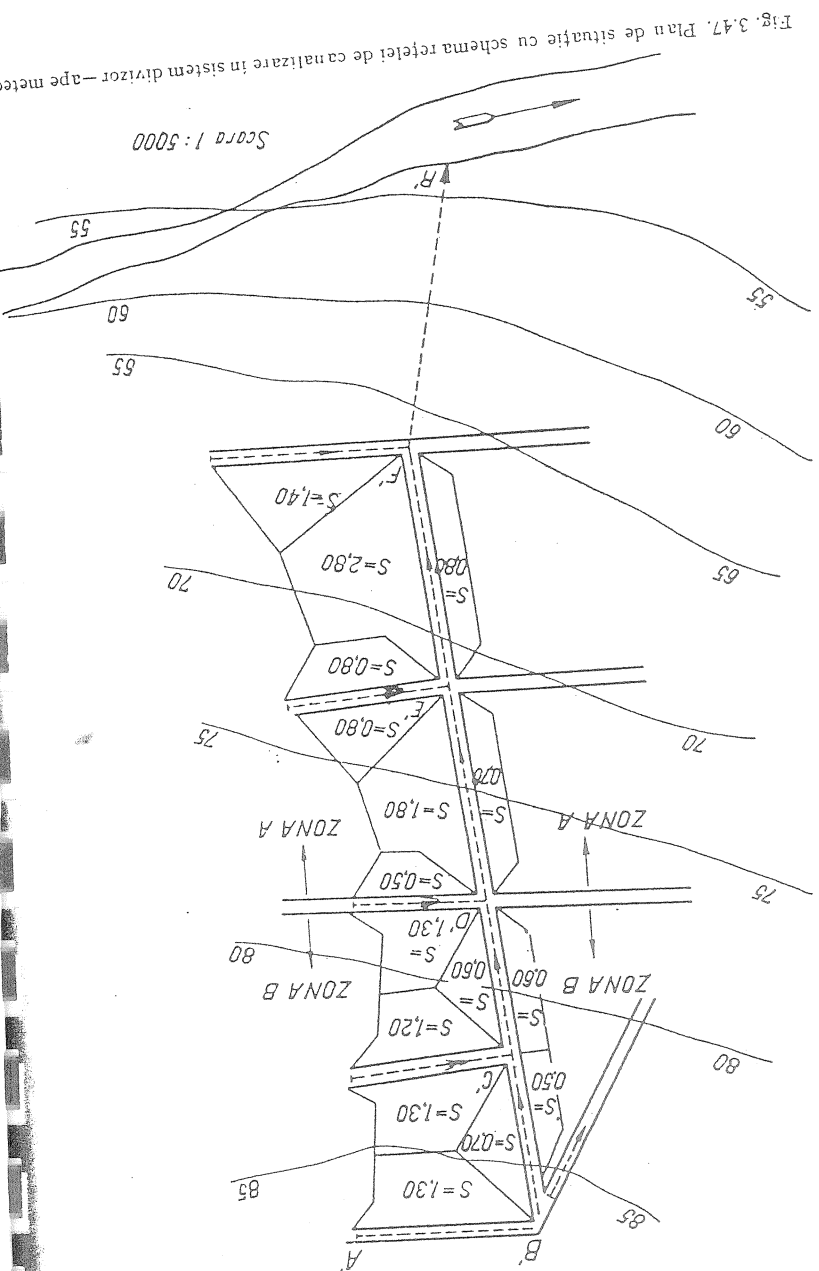 A'
B'
85
85
S=1,30
S=0,70
S=
0,50
S=1,30
C'
80
S=1,20
S=
0,60
S=
0,60
ZONA B
ZONA B
80
S=
1,30
D'
75
S=0,50
ZONA A
ZONA A
S=1,80
S=
0,70
75
70
S=0,80
E'
S=0,80
S=
0,80
S=2,80
70
65
S=1,40
F'
60
65
60
55
55
R'
Scara 1:5000
Fig. 3.47. Plan de situație cu schema rețelei de canalizare în sistem divizor—ape meteo